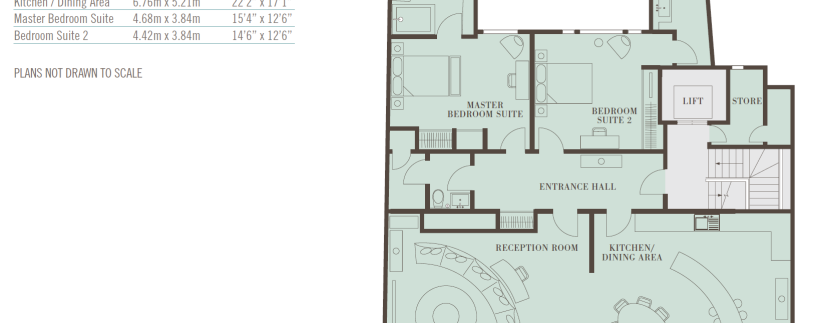 Kitchen / Dining Area 6.76m x 5.21m 22'2" x 17'1"
Master Bedroom Suite 4.68m x 3.84m 15'4” x 12'6”
Bedroom Suite 2 4.42m x 3.84m 14'6” x 12'6”
PLANS NOT DRAWN TO SCALE
MASTER
BEDROOM SUITE
BEDROOM
SUITE 2
LIFT
STORE
ENTRANCE HALL
RECEPTION ROOM
KITCHEN/
DINING AREA